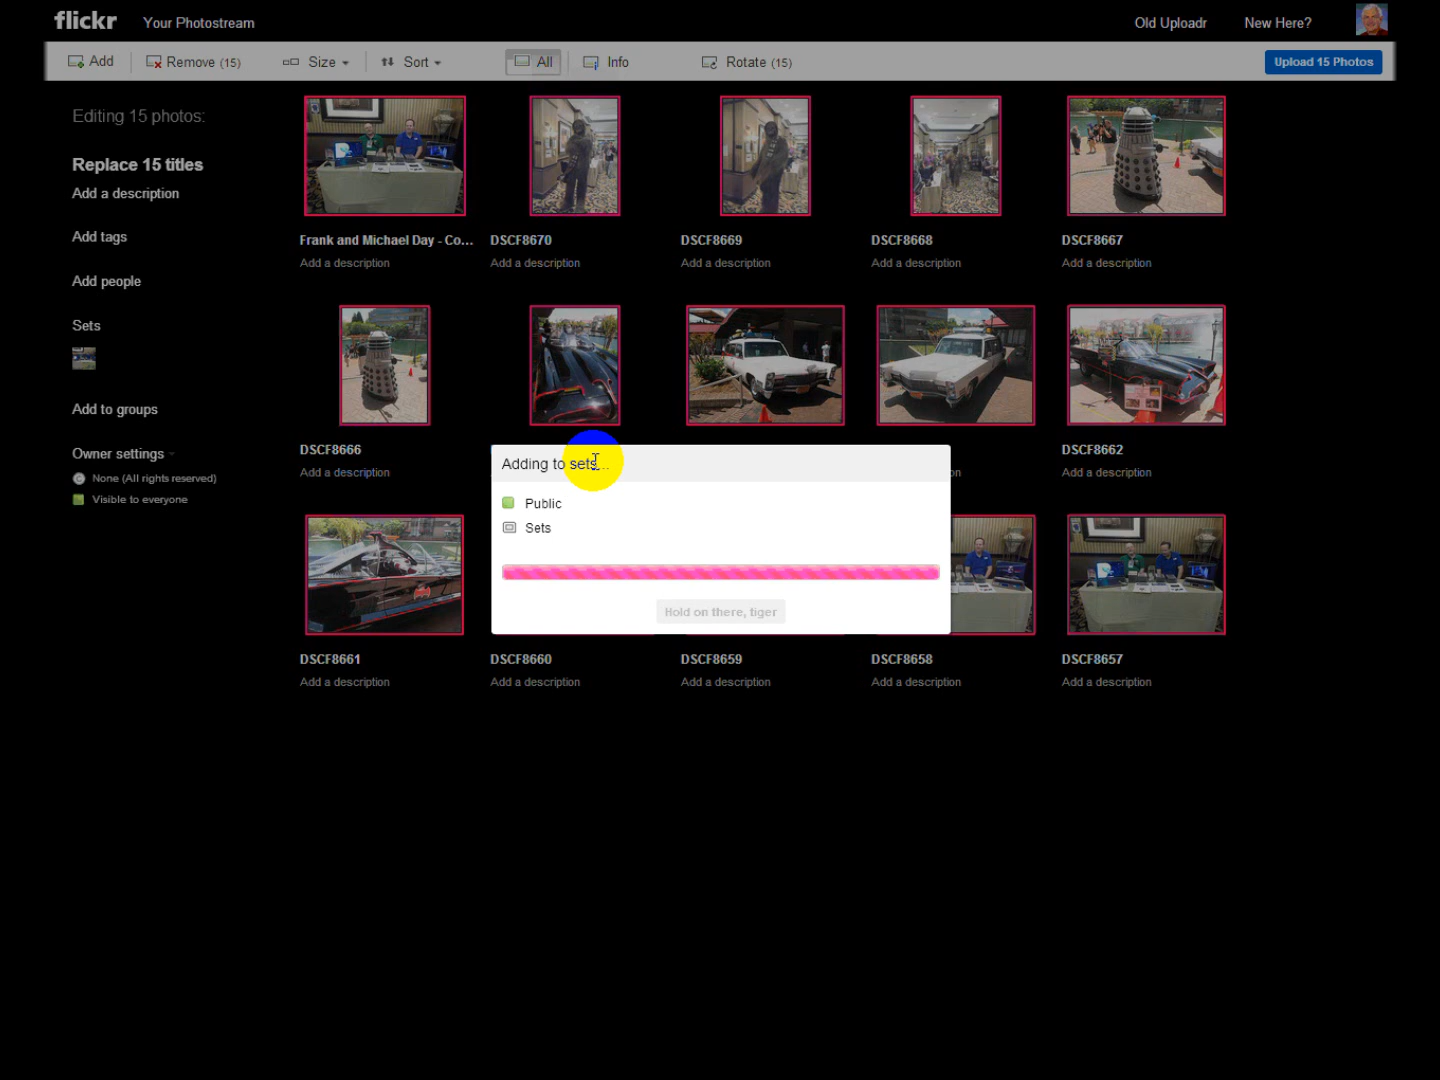 flickr Your Photostream Old Uploadr New Here?
Add Remove (15) Size Sort All Info Rotate (15) Upload 15 Photos
Editing 15 photos:
Replace 15 titles
Add a description
Add tags
Add people
Sets
Add to groups
Owner settings
None (All rights reserved)
Visible to everyone
Frank and Michael Day - Co... DSCF8670 DSCF8669 DSCF8668 DSCF8667
Add a description Add a description Add a description Add a description Add a description
DSCF8666 DSCF8662
Add a description Add a description
Adding to sets...
Public
Sets
Hold on there, tiger
DSCF8661 DSCF8660 DSCF8659 DSCF8658 DSCF8657
Add a description Add a description Add a description Add a description Add a description